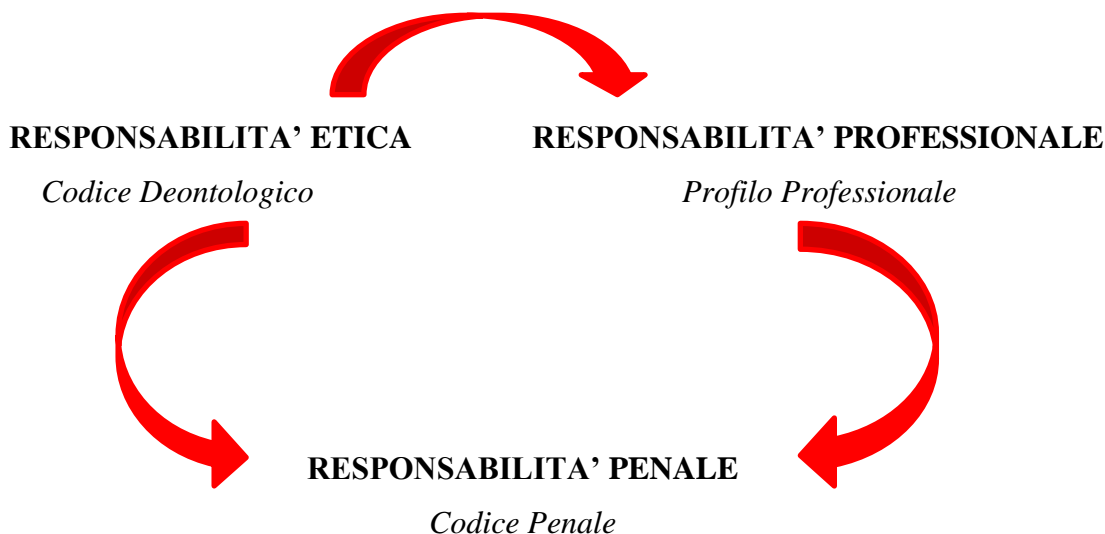 RESPONSABILITA’ ETICA
RESPONSABILITA’ PROFESSIONALE
Codice Deontologico
Profilo Professionale
RESPONSABILITA’ PENALE
Codice Penale